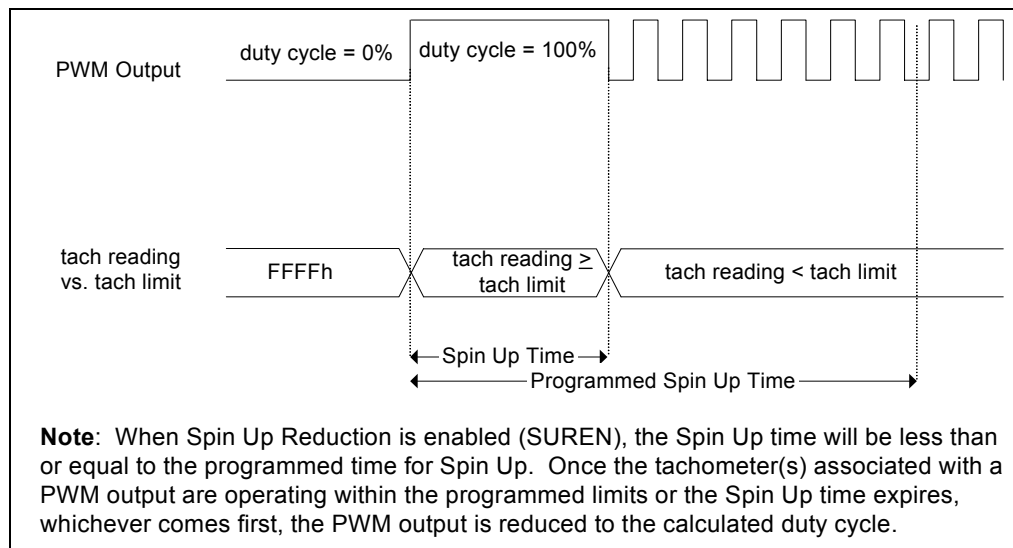 duty cycle = 0%
duty cycle = 100%
PWM Output
tach reading
vs. tach limit
FFFFh
tach reading ≥
tach limit
tach reading < tach limit
Spin Up Time
Programmed Spin Up Time
Note: When Spin Up Reduction is enabled (SUREN), the Spin Up time will be less than
or equal to the programmed time for Spin Up. Once the tachometer(s) associated with a
PWM output are operating within the programmed limits or the Spin Up time expires,
whichever comes first, the PWM output is reduced to the calculated duty cycle.